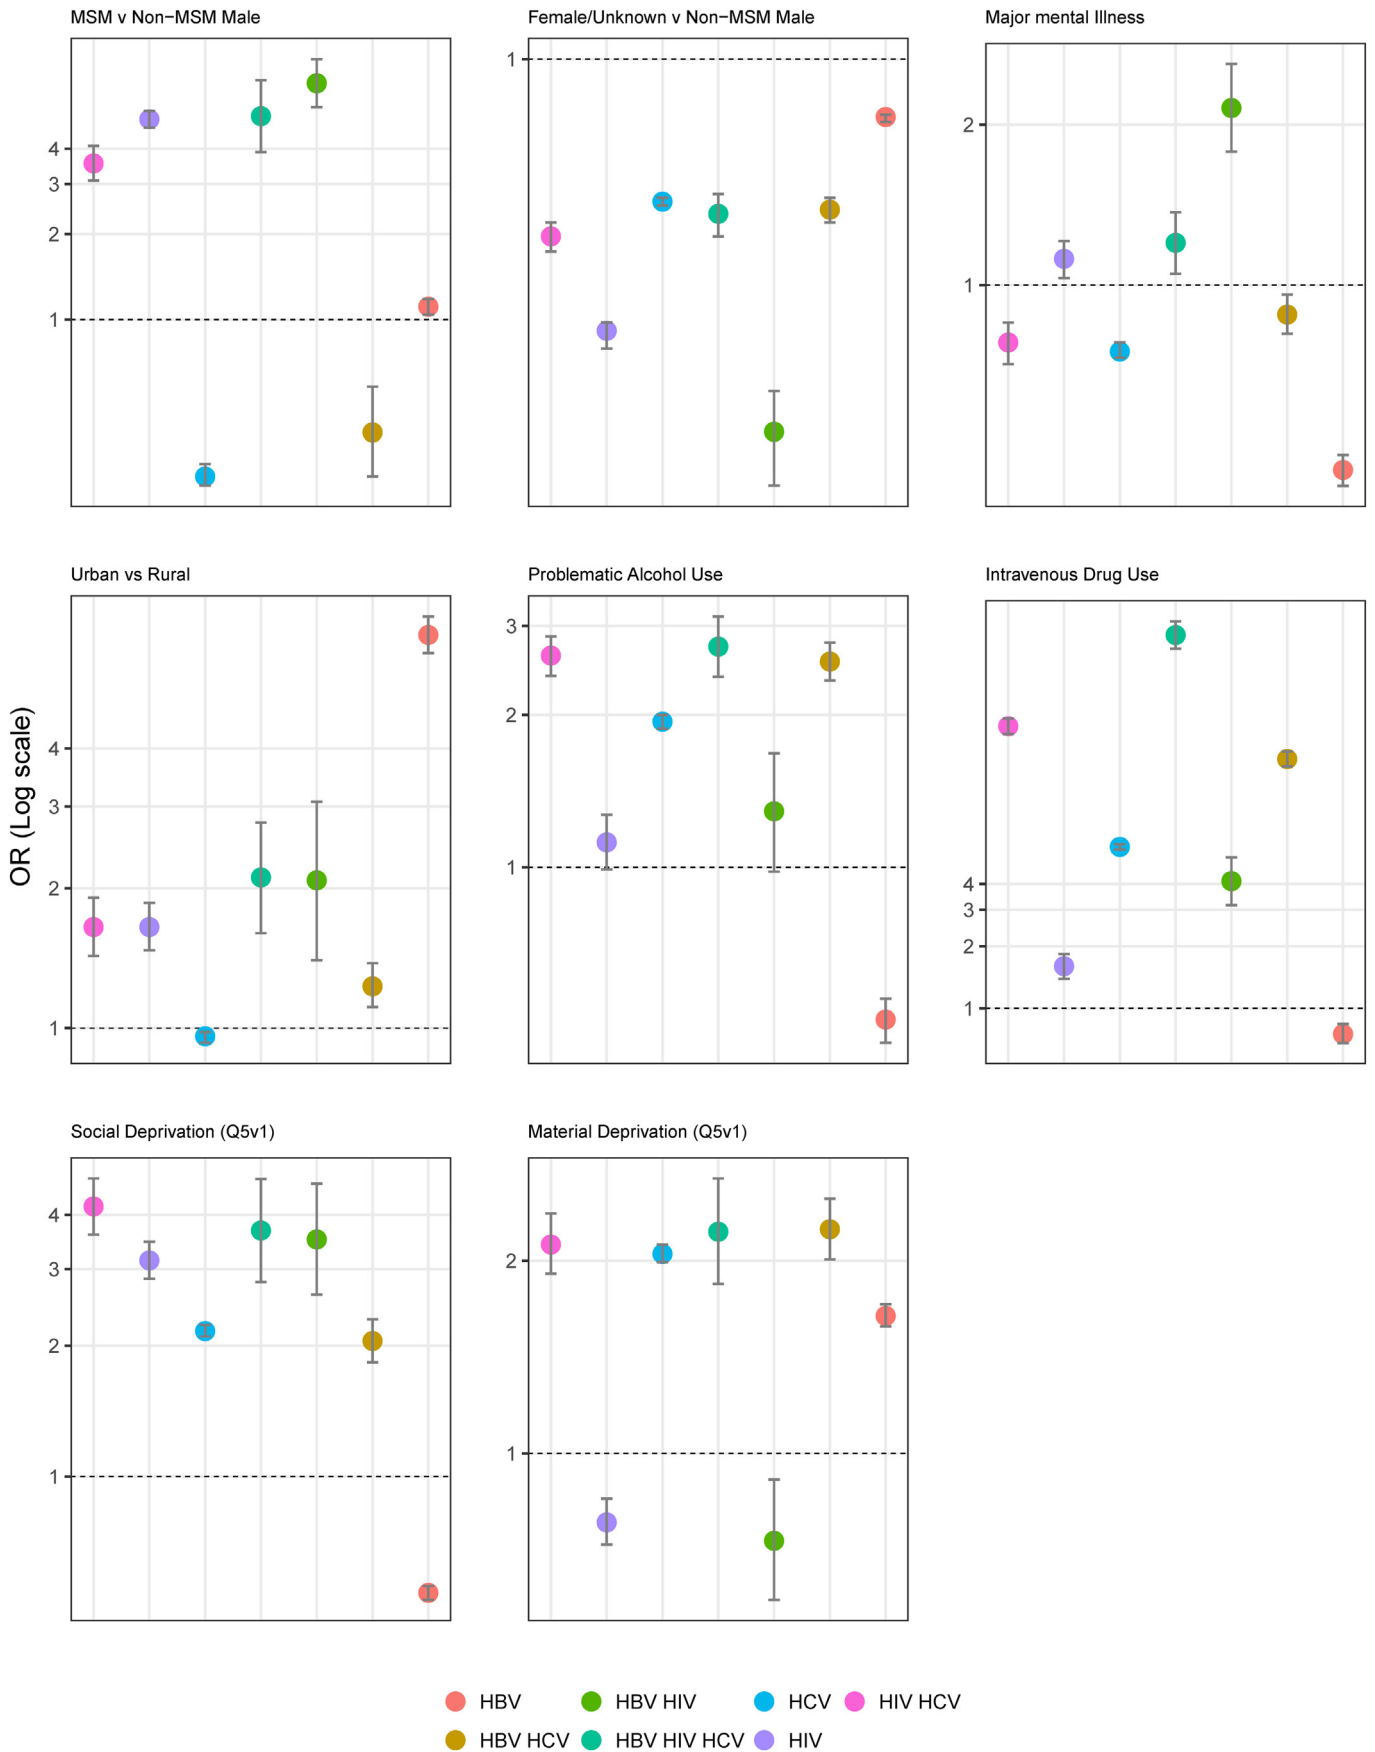 MSM v Non−MSM Male
Female/Unknown v Non−MSM Male
Major mental Illness
4
3
2
1
1
2
1
Urban vs Rural
Problematic Alcohol Use
Intravenous Drug Use
OR (Log scale)
4
3
2
1
3
2
1
4
3
2
1
Social Deprivation (Q5v1)
Material Deprivation (Q5v1)
4
3
2
1
2
1
HBV
HBV HIV
HCV
HIV HCV
HBV HCV
HBV HIV HCV
HIV